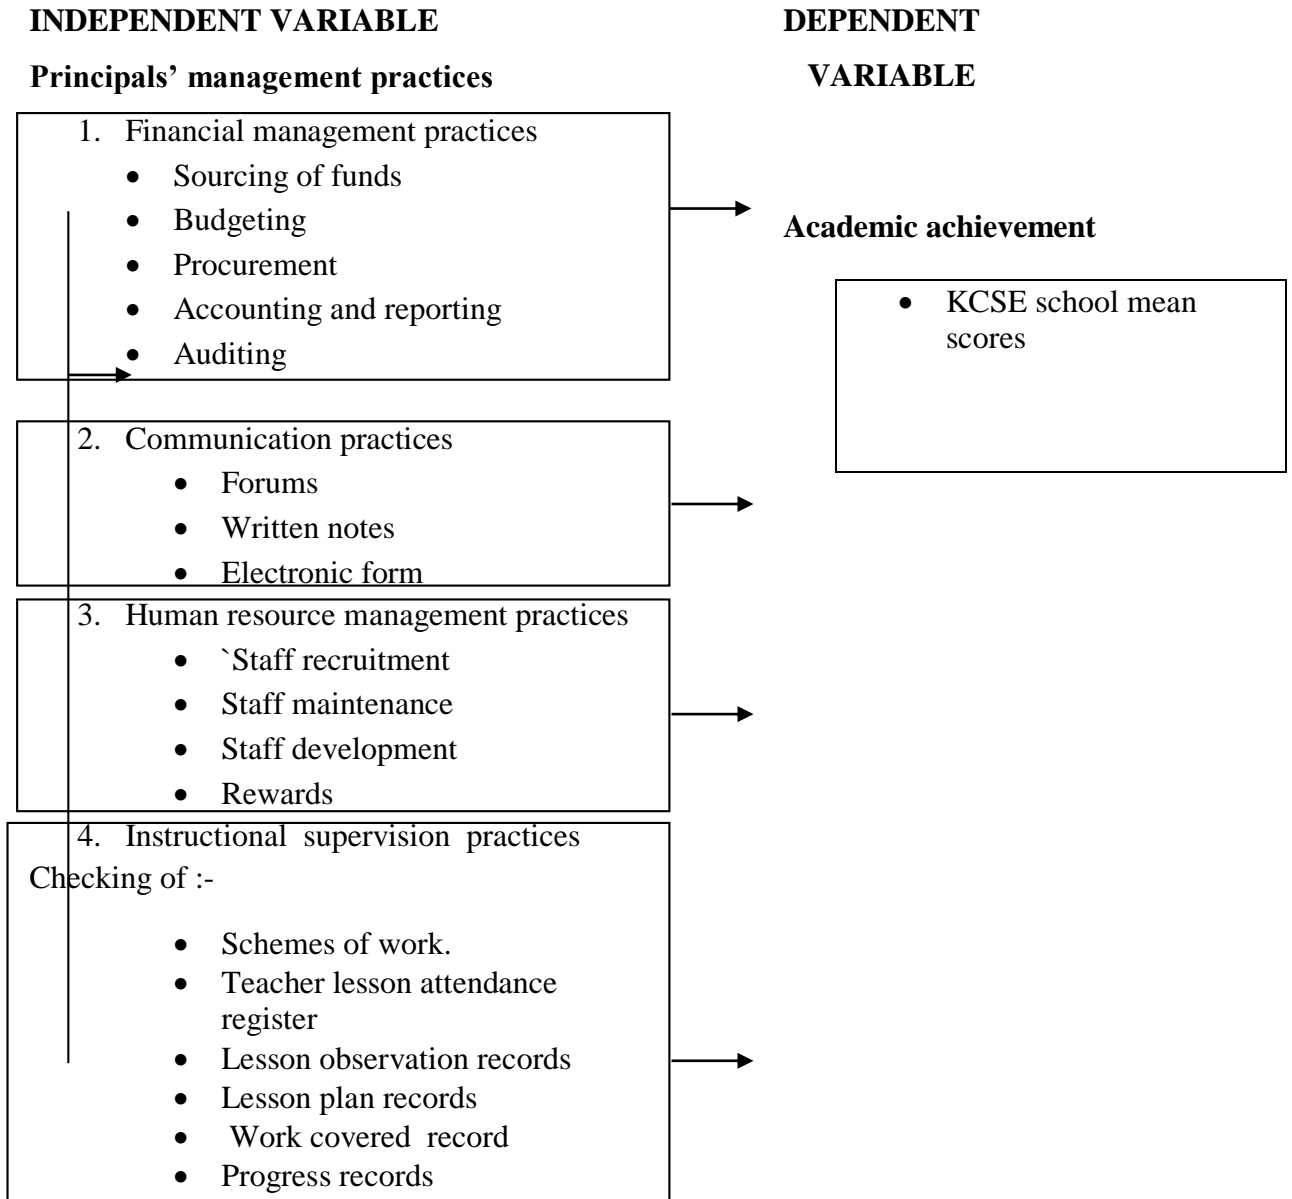 INDEPENDENT VARIABLE
Principals’ management practices
1. Financial management practices
• Sourcing of funds
• Budgeting
• Procurement
• Accounting and reporting
• Auditing
2. Communication practices
• Forums
• Written notes
• Electronic form
3. Human resource management practices
• `Staff recruitment
• Staff maintenance
• Staff development
• Rewards
4. Instructional supervision practices
Checking of :-
• Schemes of work.
• Teacher lesson attendance
register
• Lesson observation records
• Lesson plan records
• Work covered record
• Progress records
DEPENDENT
VARIABLE
Academic achievement
• KCSE school mean
scores